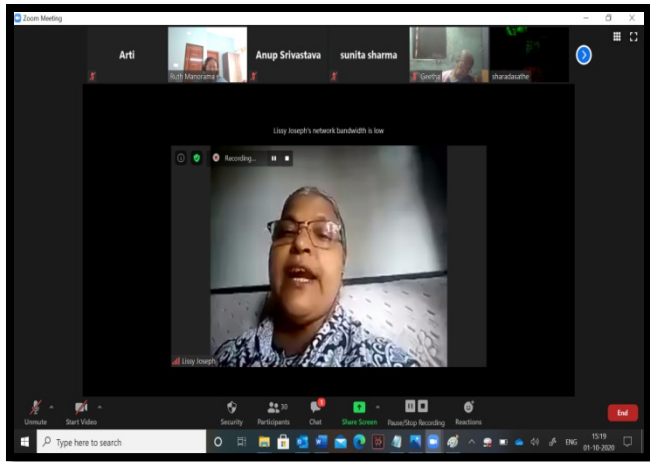 Zoom Meeting
Arti
Ruth Manorama
Anup Srivastava
sunita sharma
Geetha
sharadasathe
Lissy Joseph's network bandwidth is low
Recording...
Lissy Joseph
Unmute
Start Video
Security
30
Participants
1
Chat
Share Screen
Pause/Stop Recording
Reactions
End
Type here to search
ENG
15:19
01-10-2020